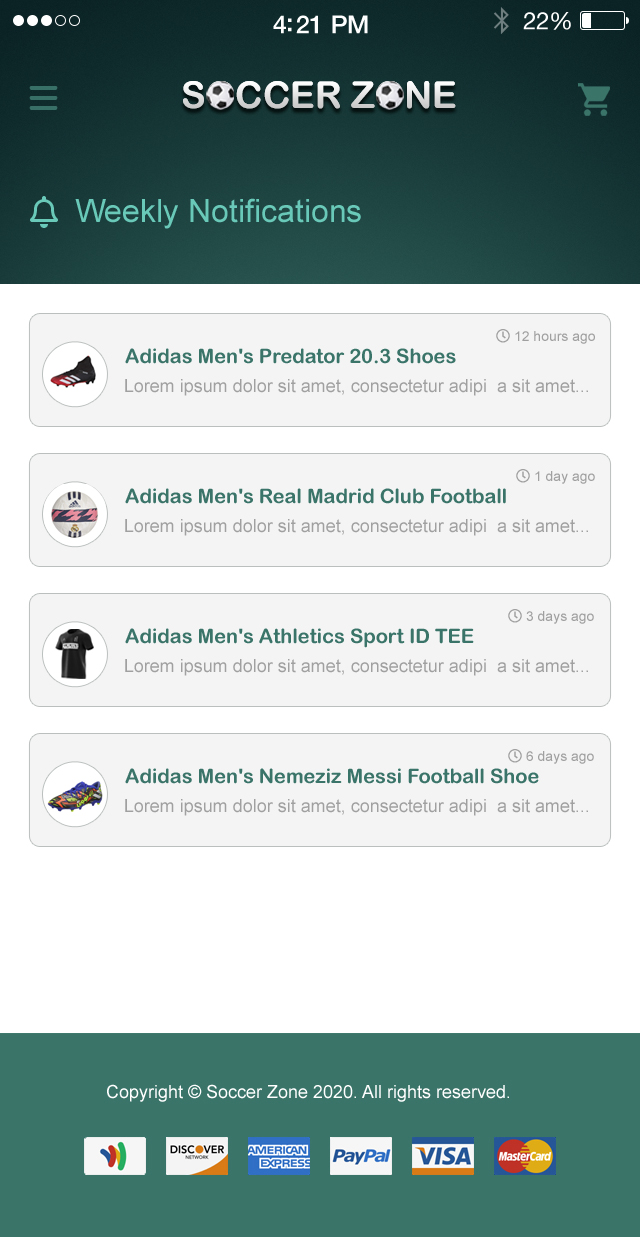 4:21 PM 22%
SOCCER ZONE
Weekly Notifications
12 hours ago
Adidas Men's Predator 20.3 Shoes
Lorem ipsum dolor sit amet, consectetur adipi a sit amet...
1 day ago
Adidas Men's Real Madrid Club Football
Lorem ipsum dolor sit amet, consectetur adipi a sit amet...
3 days ago
Adidas Men's Athletics Sport ID TEE
Lorem ipsum dolor sit amet, consectetur adipi a sit amet...
6 days ago
Adidas Men's Nemeziz Messi Football Shoe
Lorem ipsum dolor sit amet, consectetur adipi a sit amet...
Copyright © Soccer Zone 2020. All rights reserved.
DISCOVER
NETWORK
AMERICAN
EXPRESS
PayPal
VISA
MasterCard